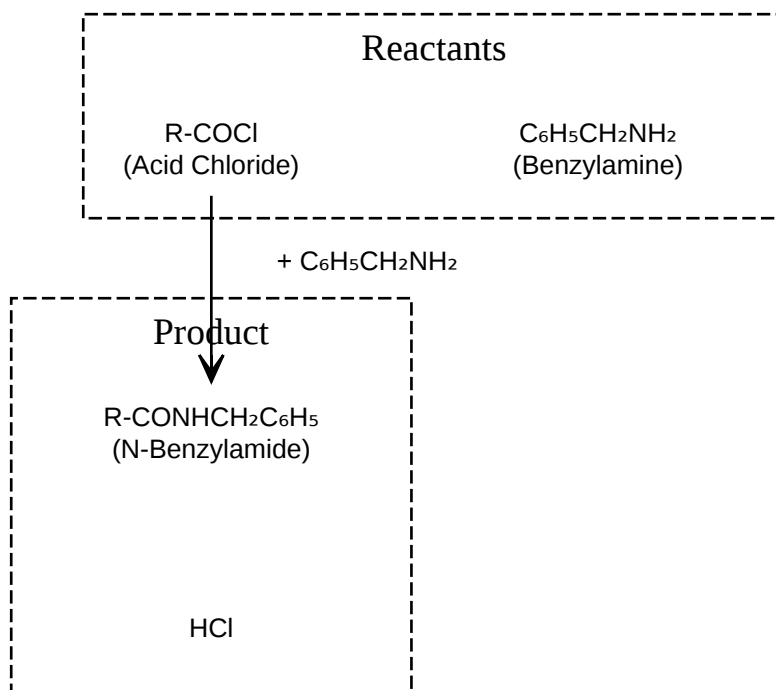 Reactants
R-COCl
(Acid Chloride)
C₆H₅CH₂NH₂
(Benzylamine)
+ C₆H₅CH₂NH₂
Product
R-CONHCH₂C₆H₅
(N-Benzylamide)
HCl